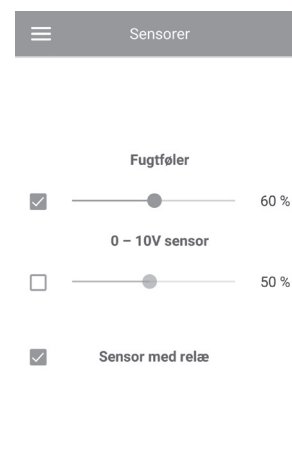 Sensorer
Fugtføler
60 %
0 – 10V sensor
50 %
Sensor med relæ